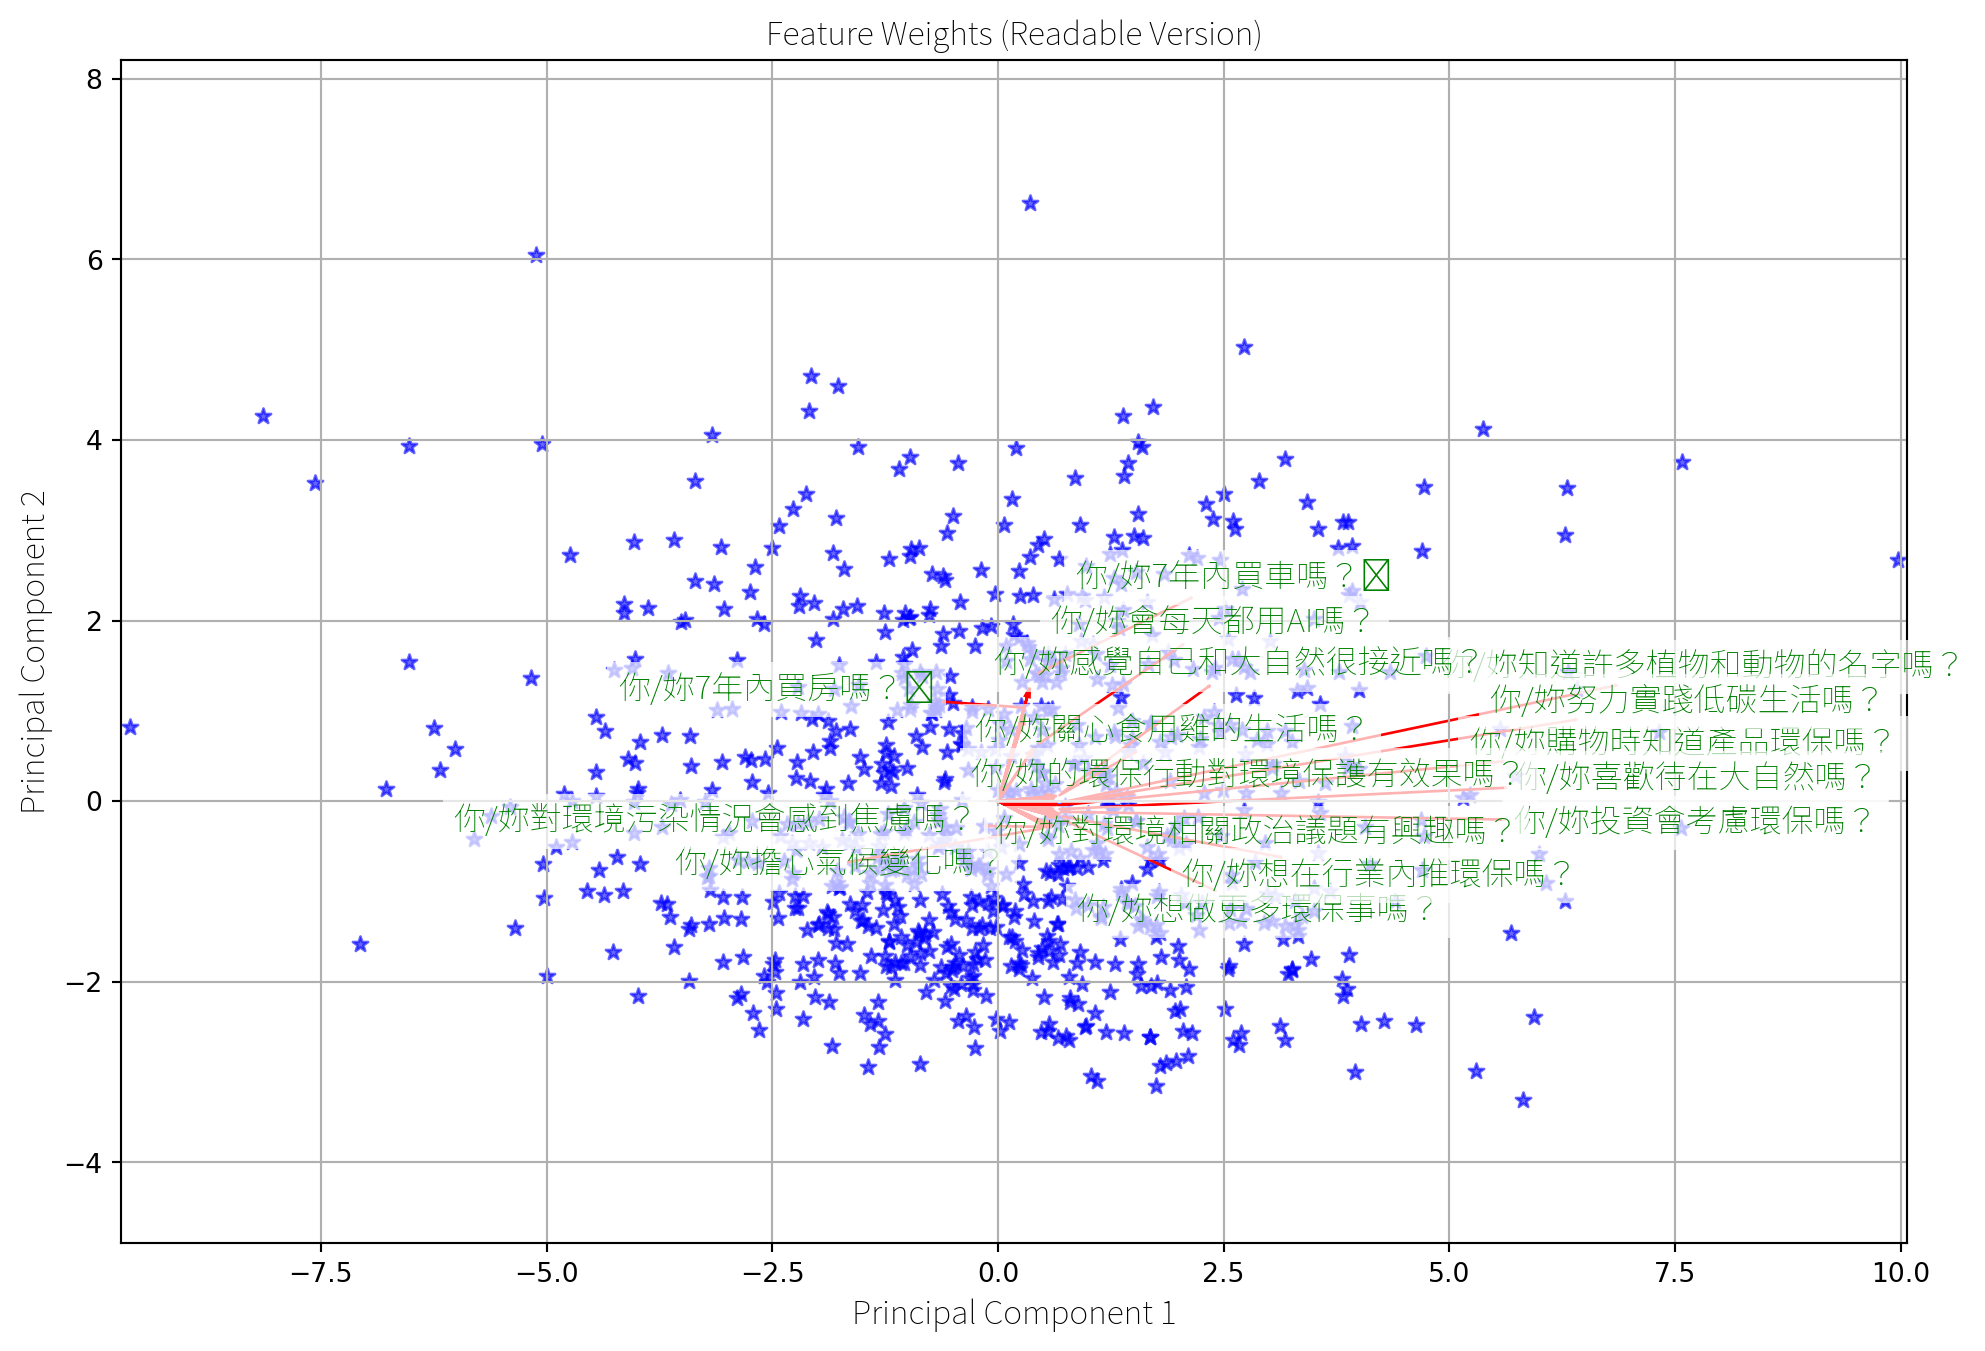 Feature Weights (Readable Version)
8
6
4
2
0
−2
−4
Principal Component 2
你/妳7年內買車嗎？
你/妳會每天都用AI嗎？
你/妳感覺自己和大自然很接近嗎？
/妳知道許多植物和動物的名字嗎？
你/妳7年內買房嗎？
你/妳努力實踐低碳生活嗎？
你/妳關心食用雞的生活嗎？
你/妳購物時知道產品環保嗎？
你/妳的環保行動對環境保護有效果嗎？
你/妳喜歡待在大自然嗎？
你/妳對環境污染情況會感到焦慮嗎？
你/妳對環境相關政治議題有興趣嗎？
你/妳投資會考慮環保嗎？
你/妳擔心氣候變化嗎？
你/妳想在行業內推環保嗎？
你/妳想做更多環保事嗎？
−7.5
−5.0
−2.5
0.0
2.5
5.0
7.5
10.0
Principal Component 1